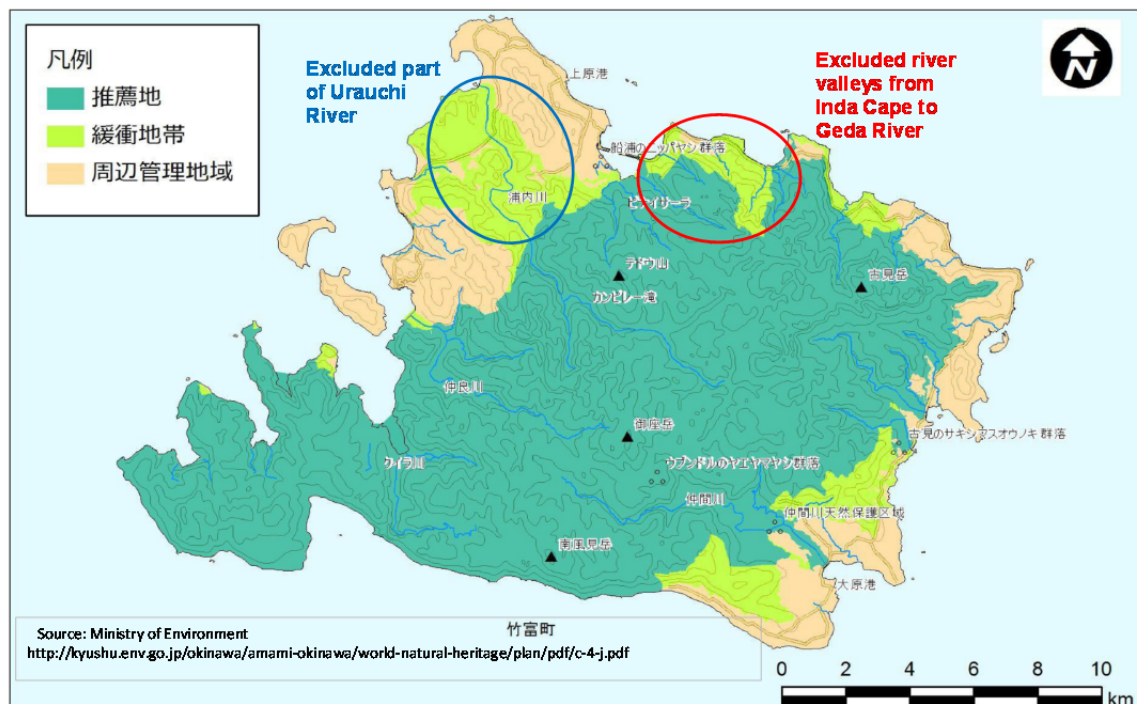 凡例
推薦地
緩衝地帯
周辺管理地域
Excluded part
of Urauchi
River
上原港
Excluded river
valleys from
Inda Cape to
Geda River
N
船浦のニッパヤシ群落
浦内川
ピナイサーラ
テドウ山
カンピレー滝
古見岳
仲良川
御座岳
古見のサキシマスオウノキ群落
クイラ川
ウブンドルのヤエヤマヤシ群落
仲間川
仲間川天然保護区域
南風見岳
大原港
竹富町
Source: Ministry of Environment
http://kyushu.env.go.jp/okinawa/amami-okinawa/world-natural-heritage/plan/pdf/c-4-j.pdf
0 2 4 6 8 10
km